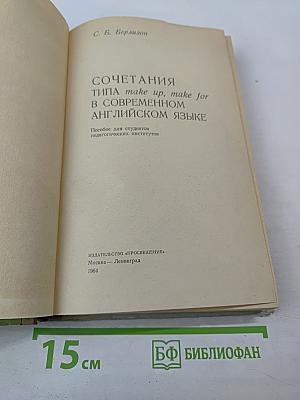 С. Б. Берлизон
СОЧЕТАНИЯ
ТИПА make up, make for
В СОВРЕМЕННОМ
АНГЛИЙСКОМ ЯЗЫКЕ
Пособие для студентов
педагогических институтов
ИЗДАТЕЛЬСТВО «ПРОСВЕЩЕНИЕ»
Москва — Ленинград
1964
15 см
БФ БИБЛИОФАН